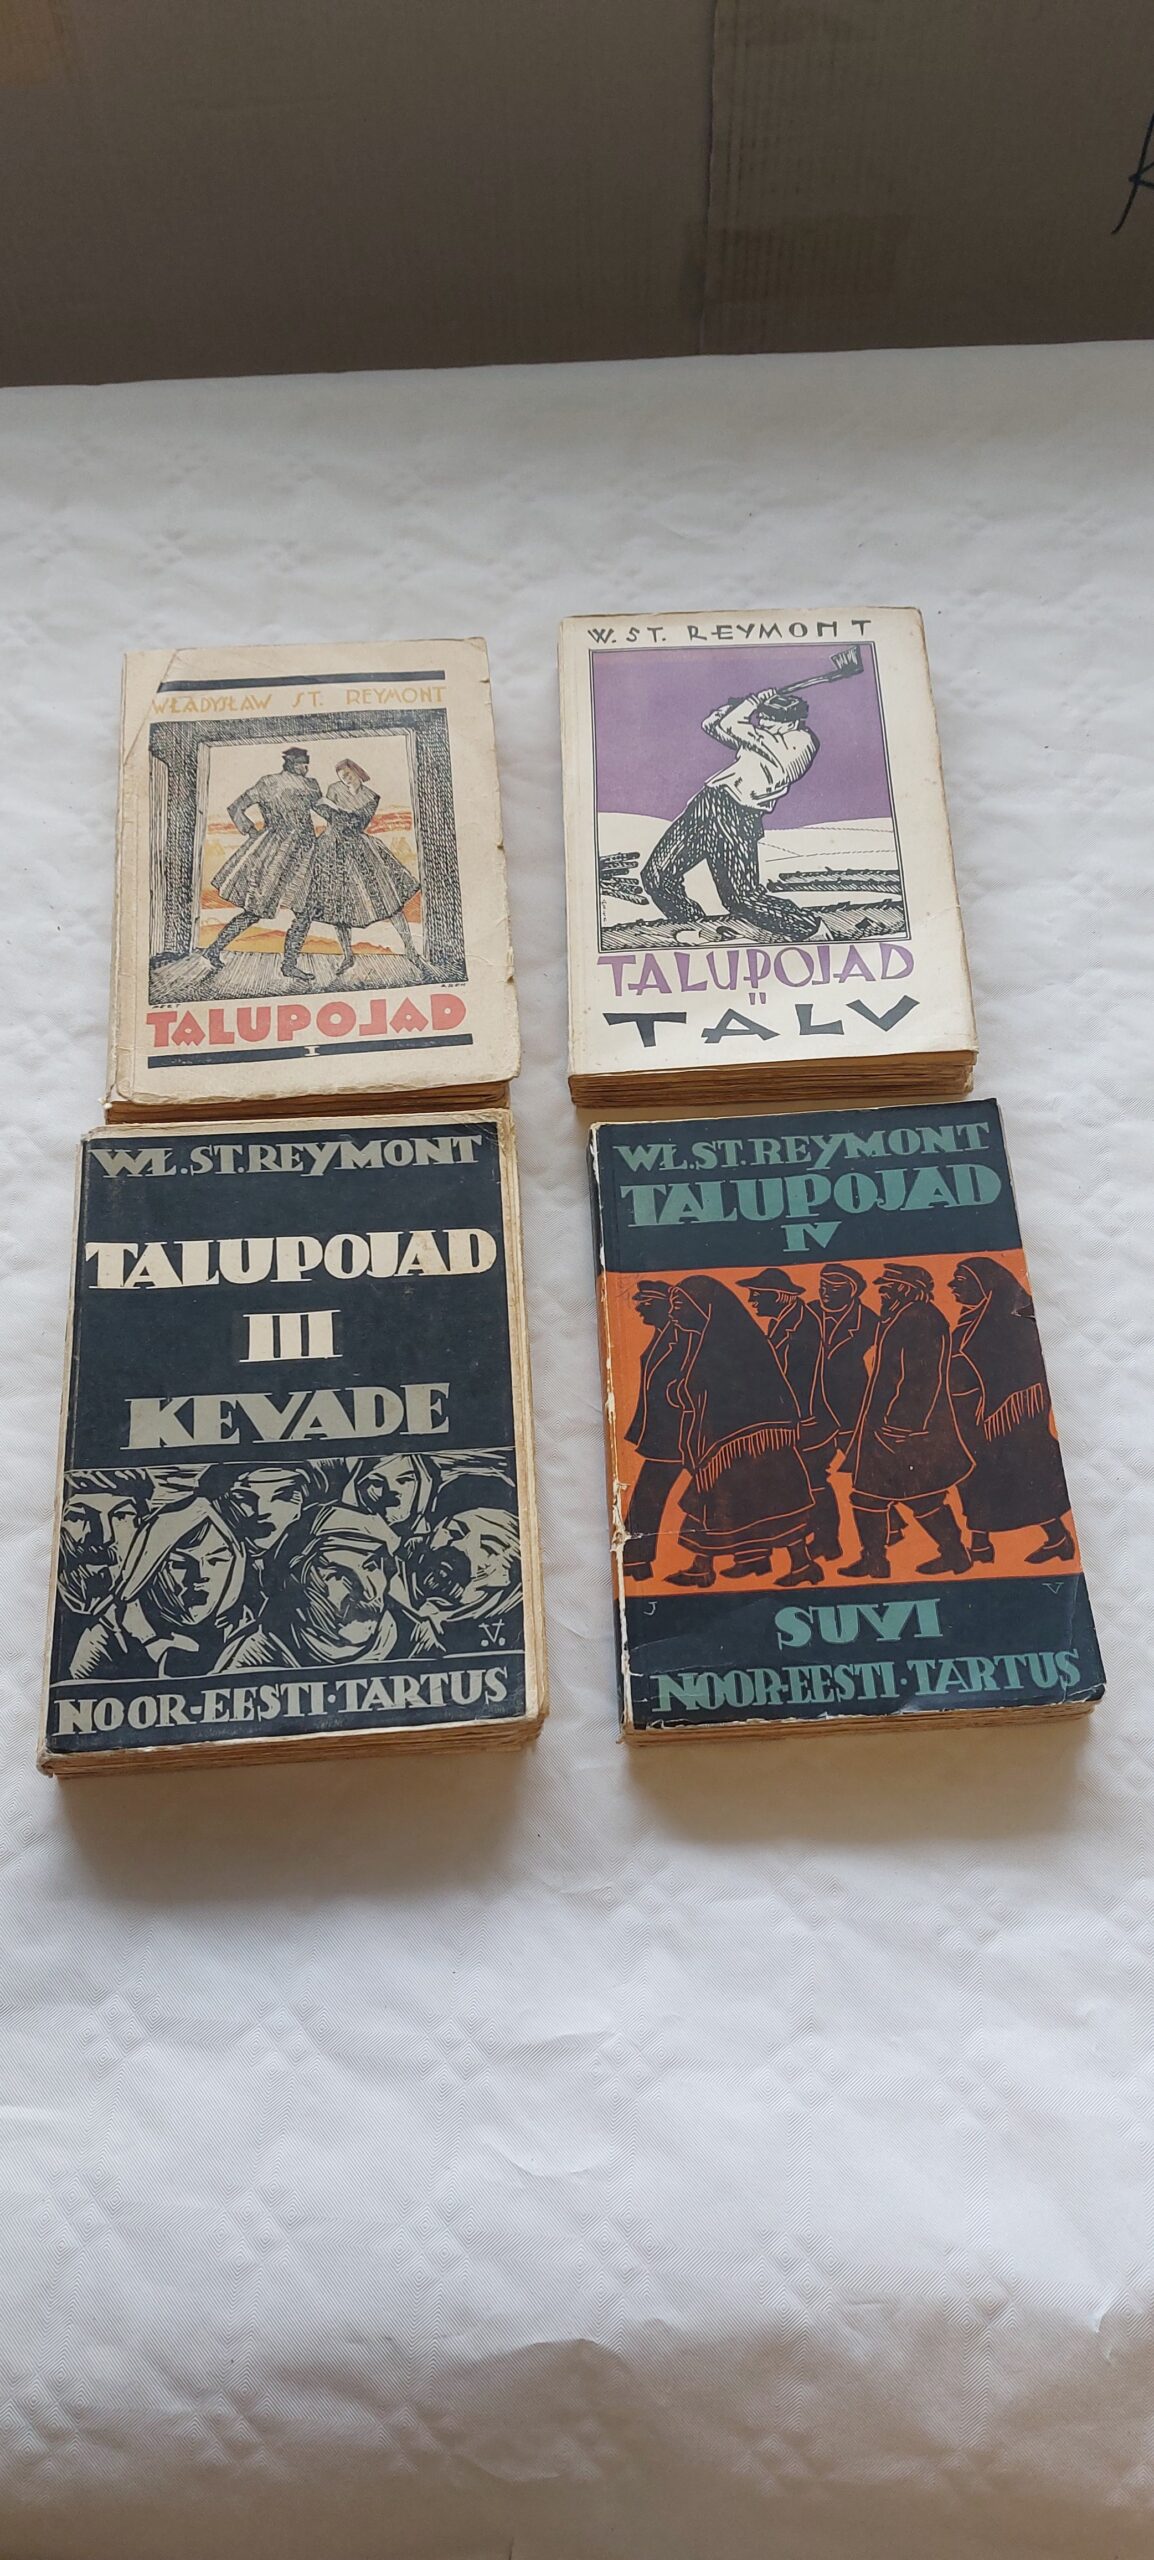 WŁADYSŁAW ST. REYMONT
TALUPOJAD
I
W. ST. REYMONT
TALUPOJAD
II
TALV
WŁ. ST. REYMONT
TALUPOJAD
III
KEVADE
V
NOOR-EESTI·TARTUS
WŁ. ST. REYMONT
TALUPOJAD
IV
J V
SUVI
NOOR-EESTI·TARTUS